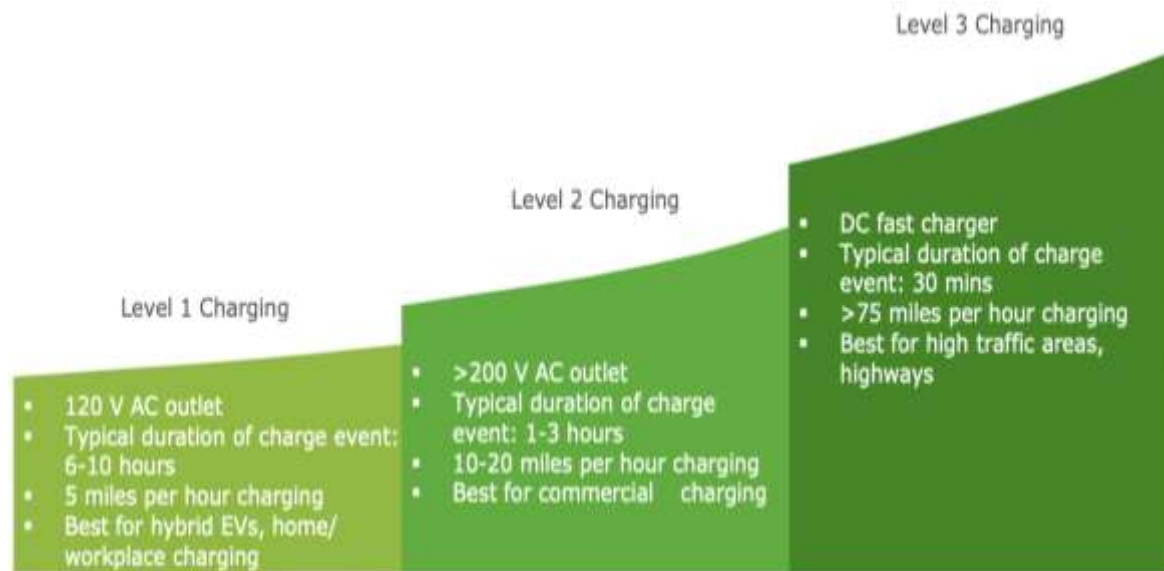 Level 3 Charging
Level 2 Charging
Level 1 Charging
▪ 120 V AC outlet
▪ Typical duration of charge event:
6-10 hours
▪ 5 miles per hour charging
▪ Best for hybrid EVs, home/
workplace charging
▪ >200 V AC outlet
▪ Typical duration of charge
event: 1-3 hours
▪ 10-20 miles per hour charging
▪ Best for commercial charging
▪ DC fast charger
▪ Typical duration of charge
event: 30 mins
▪ >75 miles per hour charging
▪ Best for high traffic areas,
highways